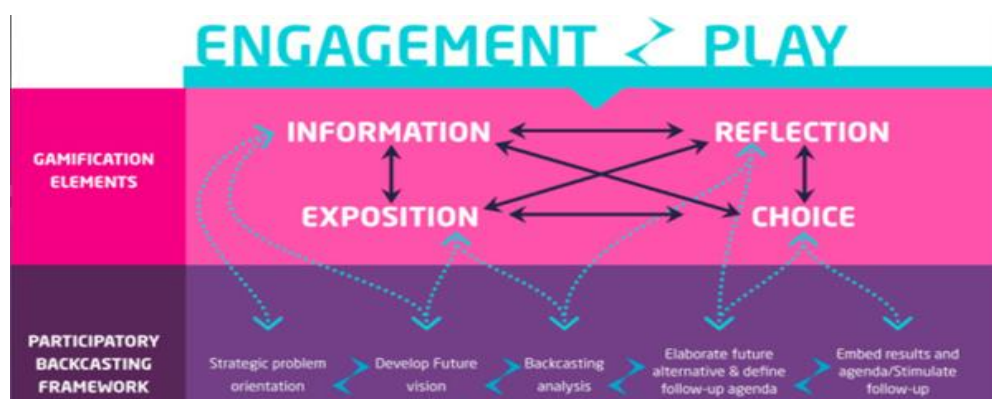 ENGAGEMENT PLAY
GAMIFICATION
ELEMENTS
INFORMATION
REFLECTION
EXPOSITION
CHOICE
PARTICIPATORY
BACKCASTING
FRAMEWORK
Strategic problem
orientation
Develop Future
vision
Backcasting
analysis
Elaborate future
alternative & define
follow-up agenda
Embed results and
agenda/Stimulate
follow-up